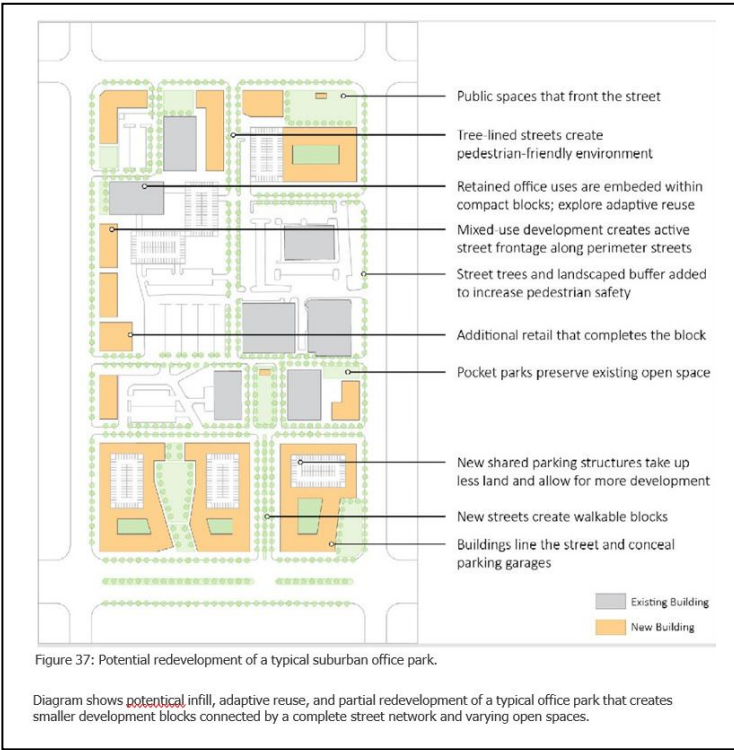 Public spaces that front the street
Tree-lined streets create
pedestrian-friendly environment
Retained office uses are embeded within
compact blocks; explore adaptive reuse
Mixed-use development creates active
street frontage along perimeter streets
Street trees and landscaped buffer added
to increase pedestrian safety
Additional retail that completes the block
Pocket parks preserve existing open space
New shared parking structures take up
less land and allow for more development
New streets create walkable blocks
Buildings line the street and conceal
parking garages
Existing Building
New Building
Figure 37: Potential redevelopment of a typical suburban office park.
Diagram shows potentical infill, adaptive reuse, and partial redevelopment of a typical office park that creates
smaller development blocks connected by a complete street network and varying open spaces.